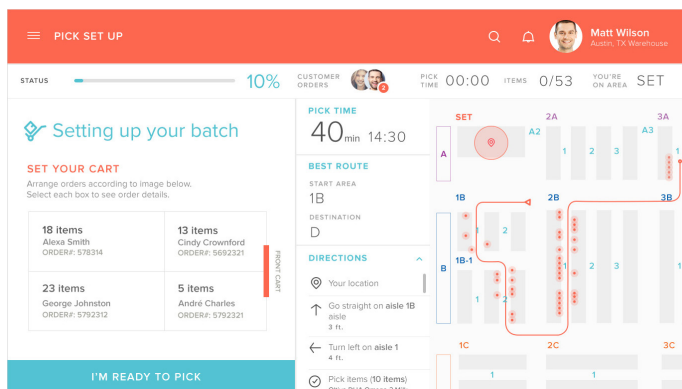 PICK SET UP
Matt Wilson
Austin, TX Warehouse
STATUS
10%
CUSTOMER
ORDERS
2
PICK
TIME
00:00
ITEMS
0/53
YOU'RE
ON AREA
SET
Setting up your batch
SET YOUR CART
Arrange orders according to image below.
Select each box to see order details.
18 items
Alexa Smith
ORDER#: 578314
13 items
Cindy Crownford
ORDER#: 5692321
23 items
George Johnston
ORDER#: 5792312
5 items
André Charles
ORDER#: 5792321
FRONT CART
I'M READY TO PICK
PICK TIME
40 min 14:30
BEST ROUTE
START AREA
1B
DESTINATION
D
DIRECTIONS
Your location
Go straight on aisle 1B
aisle
3 ft.
Turn left on aisle 1
4 ft.
Pick items (10 items)
SET
2A
3A
A2
A3
A
1
2
3
1
1B
2B
3B
2
B
1B-1
1
2
3
1
1
2
1C
2C
3C
1
1